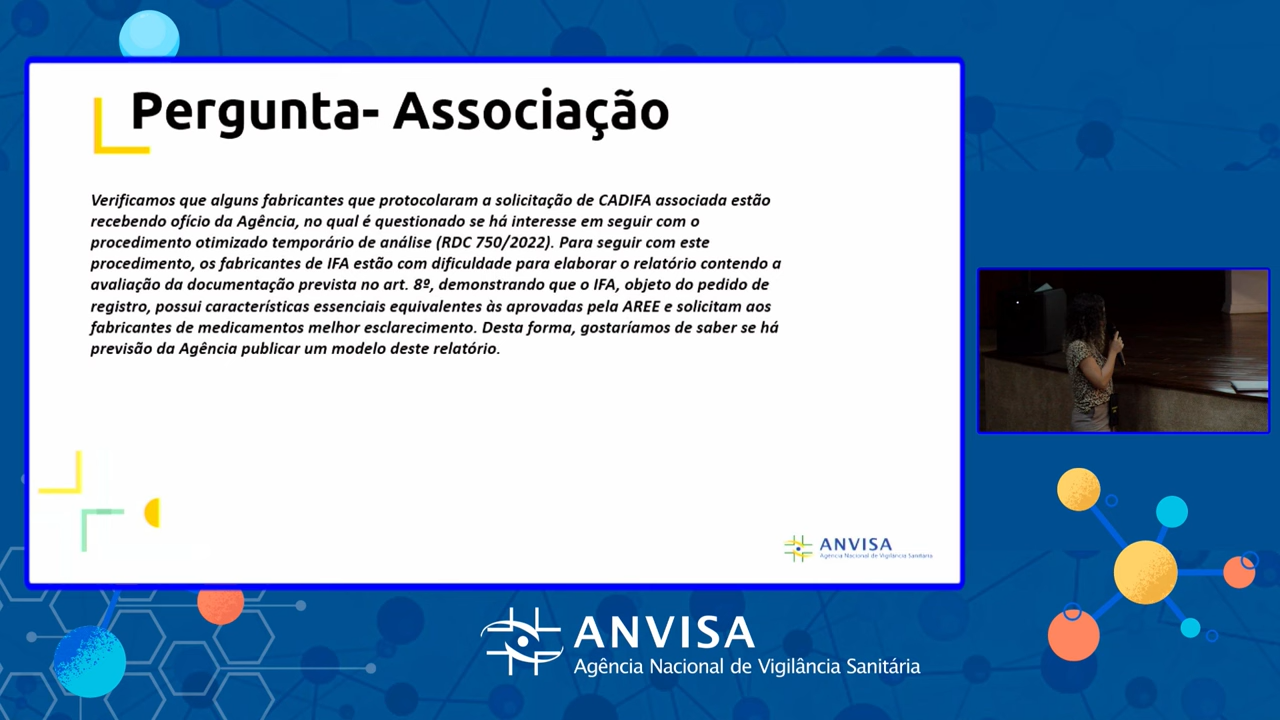 Pergunta- Associação
Verificamos que alguns fabricantes que protocolaram a solicitação de CADIFA associada estão
recebendo ofício da Agência, no qual é questionado se há interesse em seguir com o
procedimento otimizado temporário de análise (RDC 750/2022). Para seguir com este
procedimento, os fabricantes de IFA estão com dificuldade para elaborar o relatório contendo a
avaliação da documentação prevista no art. 8º, demonstrando que o IFA, objeto do pedido de
registro, possui características essenciais equivalentes às aprovadas pela AREE e solicitam aos
fabricantes de medicamentos melhor esclarecimento. Desta forma, gostaríamos de saber se há
previsão da Agência publicar um modelo deste relatório.
ANVISA
Agência Nacional de Vigilância Sanitária
ANVISA
Agência Nacional de Vigilância Sanitária